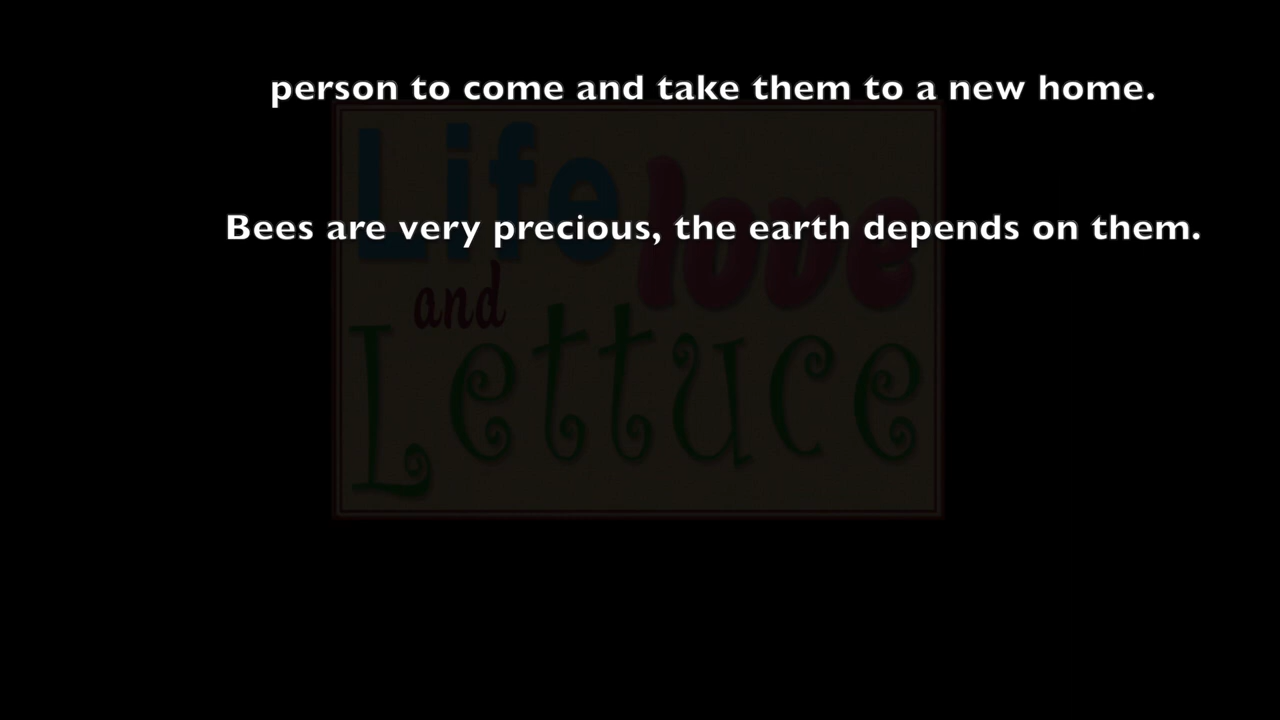 person to come and take them to a new home.
Bees are very precious, the earth depends on them.
Life love
and
Lettuce